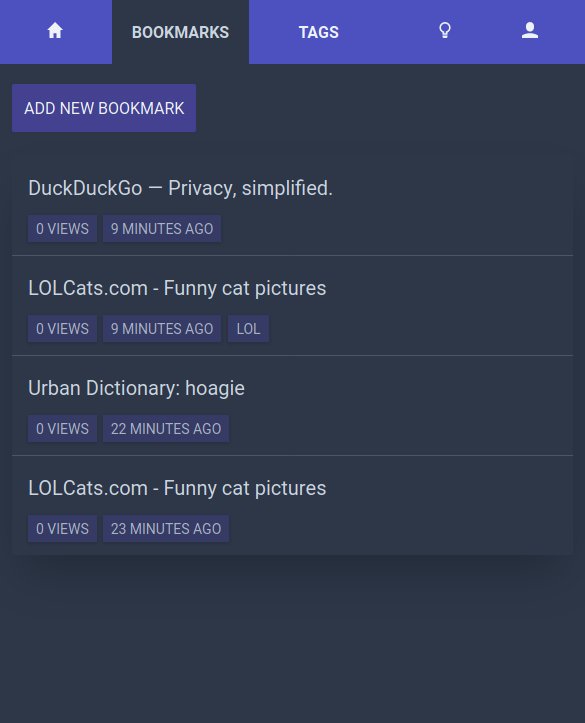 BOOKMARKS TAGS
ADD NEW BOOKMARK
DuckDuckGo — Privacy, simplified.
0 VIEWS 9 MINUTES AGO
LOLCats.com - Funny cat pictures
0 VIEWS 9 MINUTES AGO LOL
Urban Dictionary: hoagie
0 VIEWS 22 MINUTES AGO
LOLCats.com - Funny cat pictures
0 VIEWS 23 MINUTES AGO